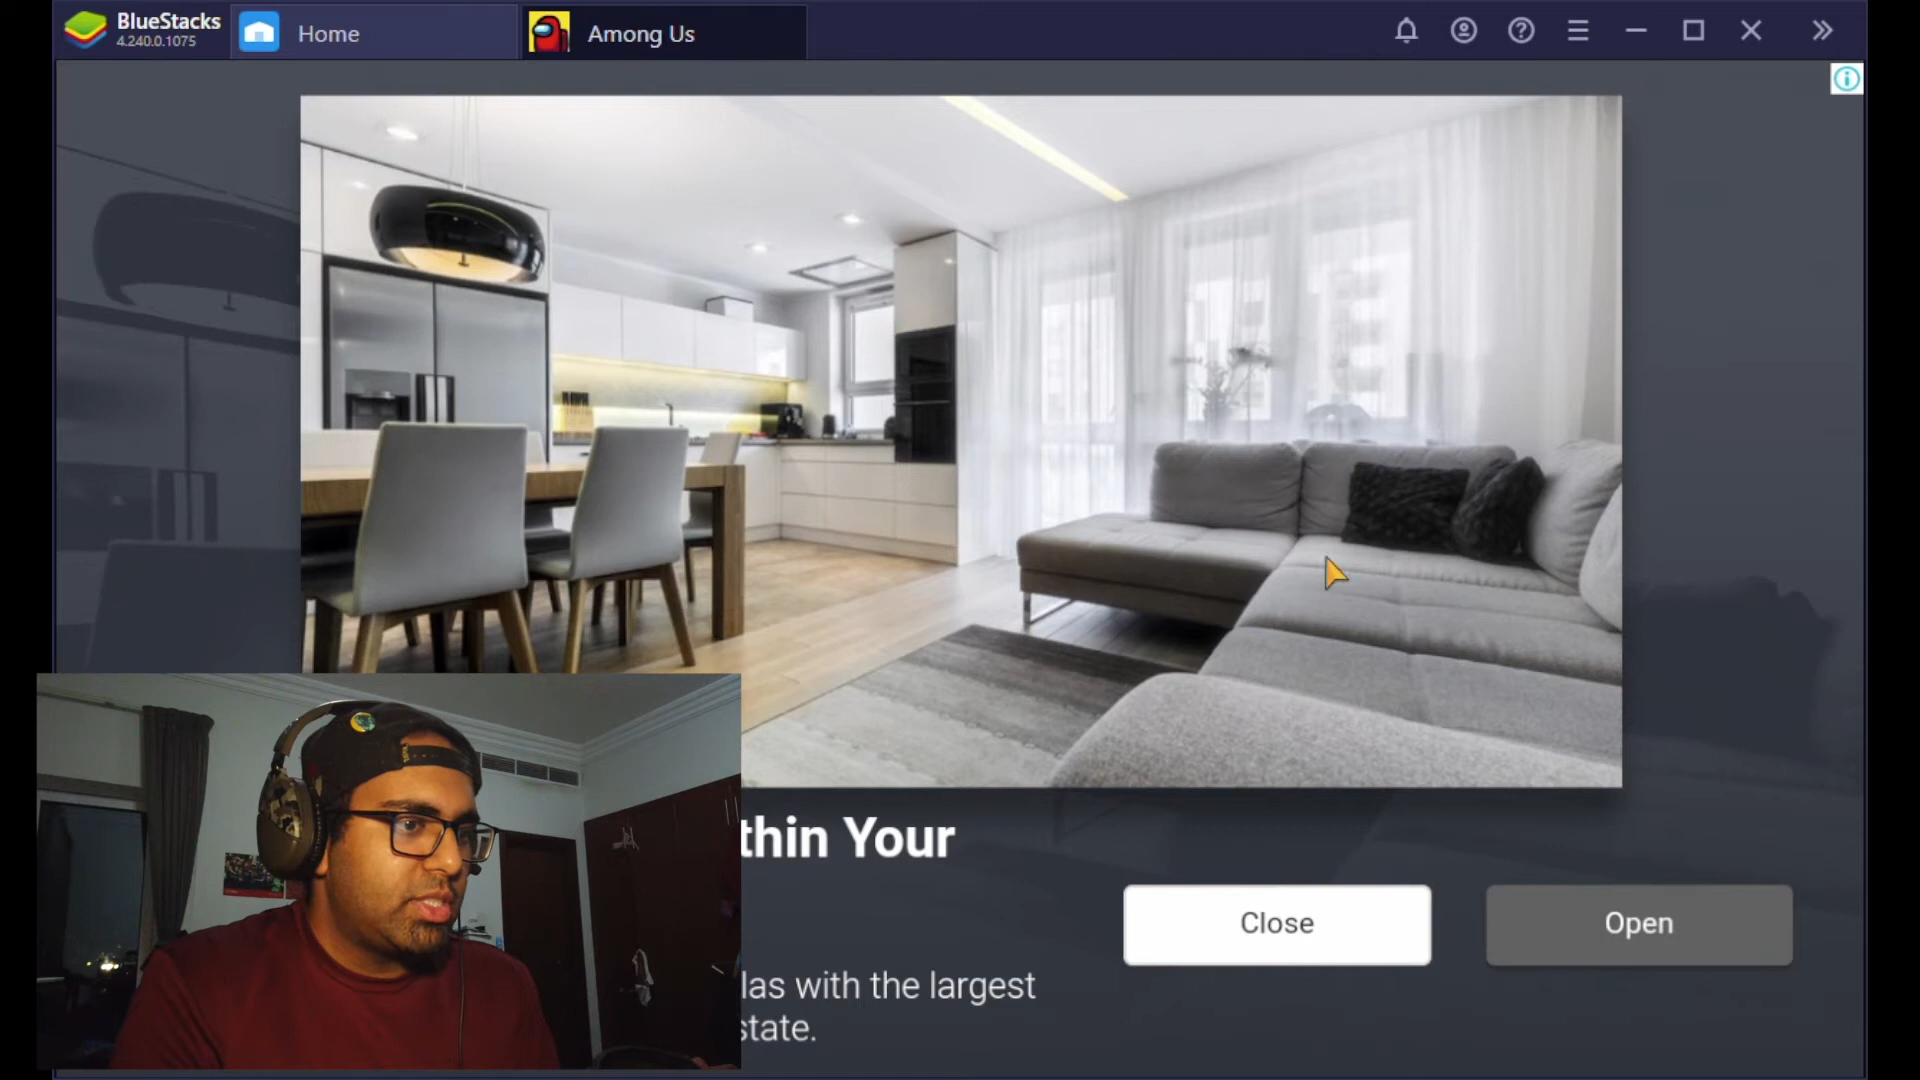 BlueStacks
4.240.0.1075
Home
Among Us
thin Your
Close
Open
las with the largest
state.